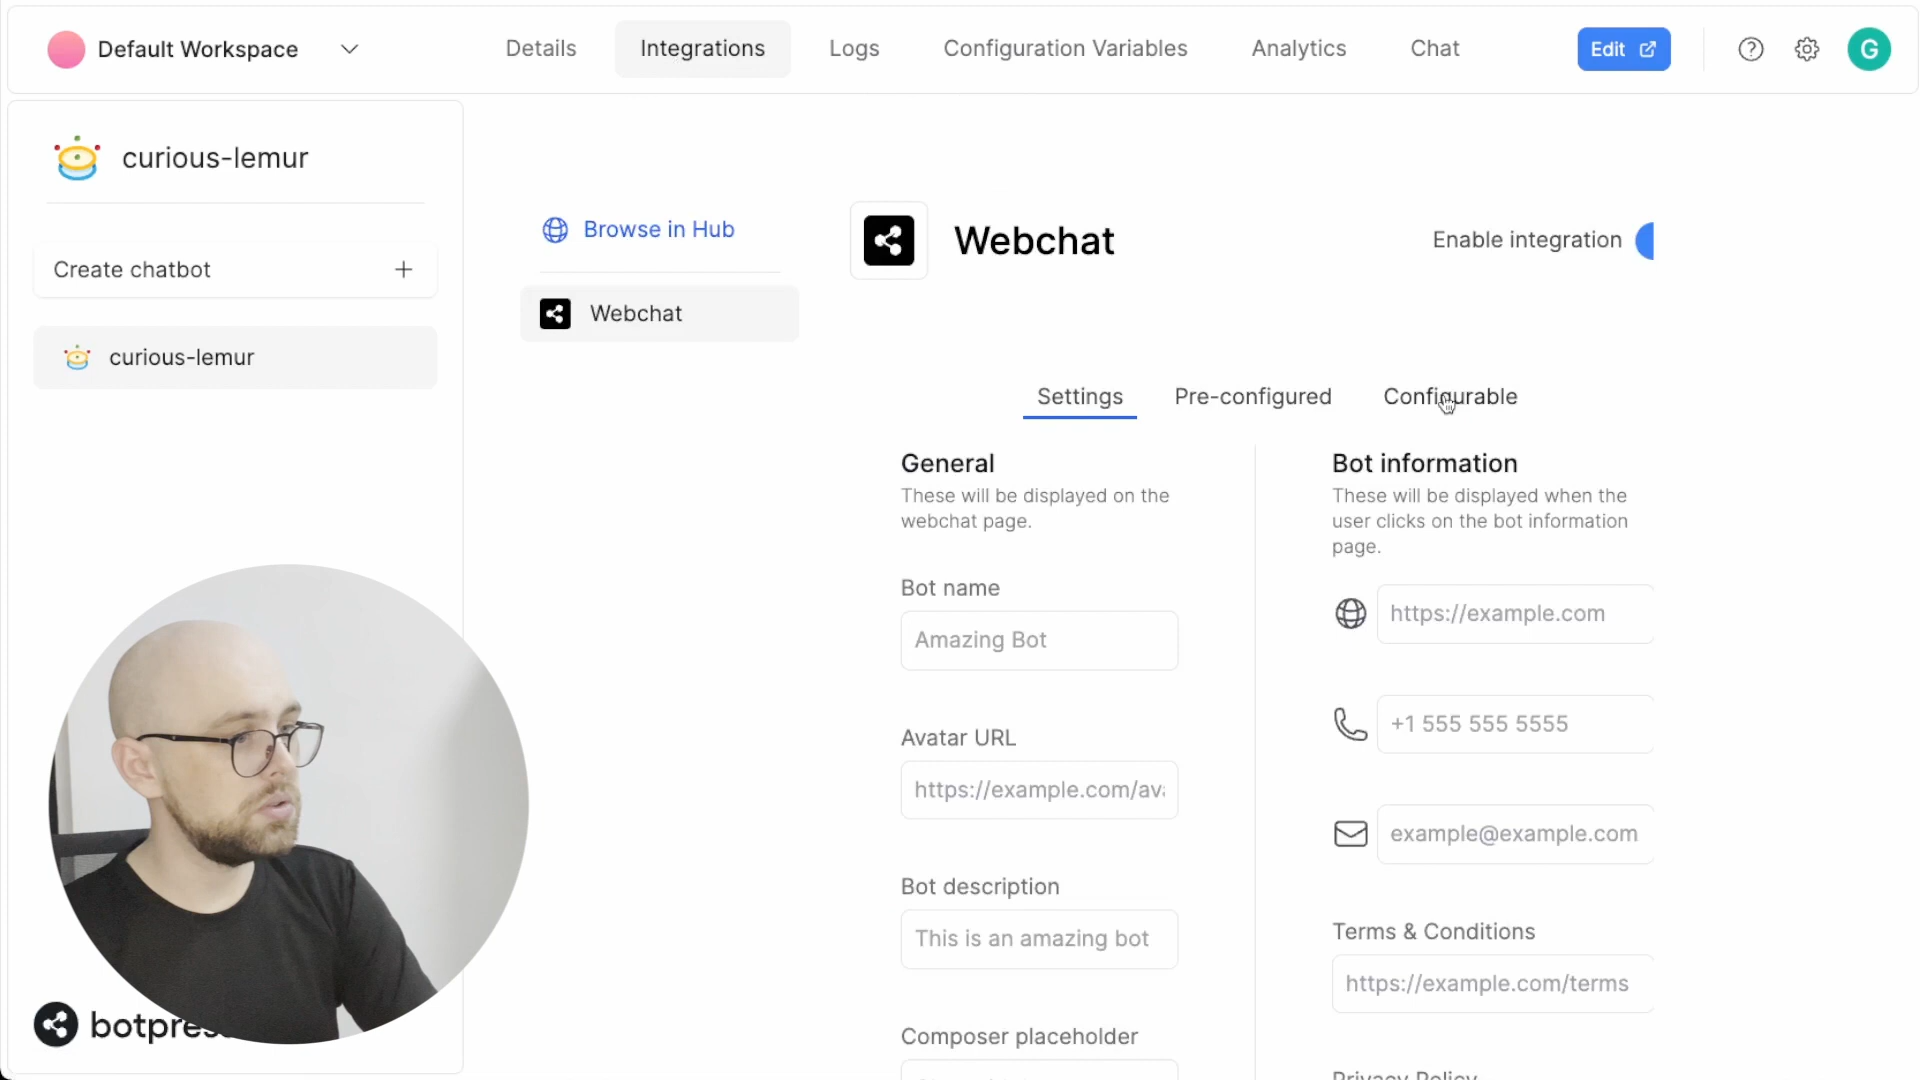 Default Workspace
Details
Integrations
Logs
Configuration Variables
Analytics
Chat
Edit
G
curious-lemur
Create chatbot
curious-lemur
Browse in Hub
Webchat
Webchat
Enable integration
Settings
Pre-configured
Configurable
General
These will be displayed on the
webchat page.
Bot name
Amazing Bot
Avatar URL
https://example.com/ava
Bot description
This is an amazing bot
Composer placeholder
Bot information
These will be displayed when the
user clicks on the bot information
page.
https://example.com
+1 555 555 5555
example@example.com
Terms & Conditions
https://example.com/terms
Privacy Policy
botpres